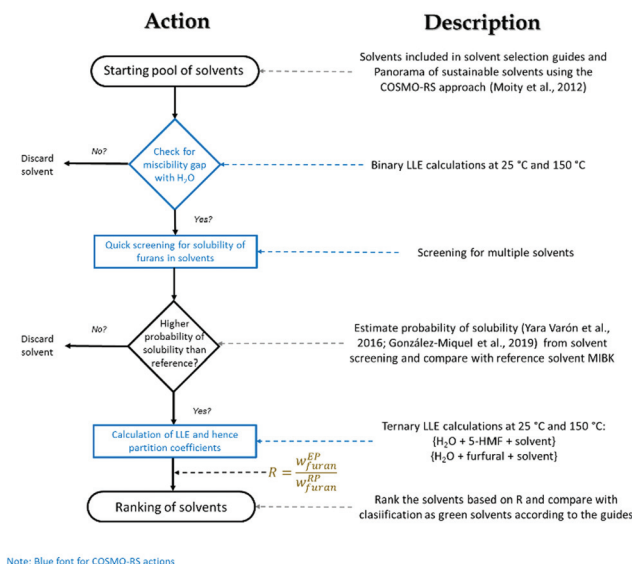 Action
Description
Starting pool of solvents
Solvents included in solvent selection guides and
Panorama of sustainable solvents using the
COSMO-RS approach (Moity et al., 2012)
Check for
miscibility gap
with H₂O
No?
Discard
solvent
Binary LLE calculations at 25 °C and 150 °C
Yes?
Quick screening for solubility of
furans in solvents
Screening for multiple solvents
Higher
probability of
solubility than
reference?
No?
Discard
solvent
Estimate probability of solubility (Yara Varón et al.,
2016; González-Miquel et al., 2019) from solvent
screening and compare with reference solvent MIBK
Yes?
Calculation of LLE and hence
partition coefficients
Ternary LLE calculations at 25 °C and 150 °C:
{H₂O + 5-HMF + solvent}
{H₂O + furfural + solvent}
R = w_{furan}^{EP} / w_{furan}^{RP}
Ranking of solvents
Rank the solvents based on R and compare with
clasiification as green solvents according to the guides
Note: Blue font for COSMO-RS actions